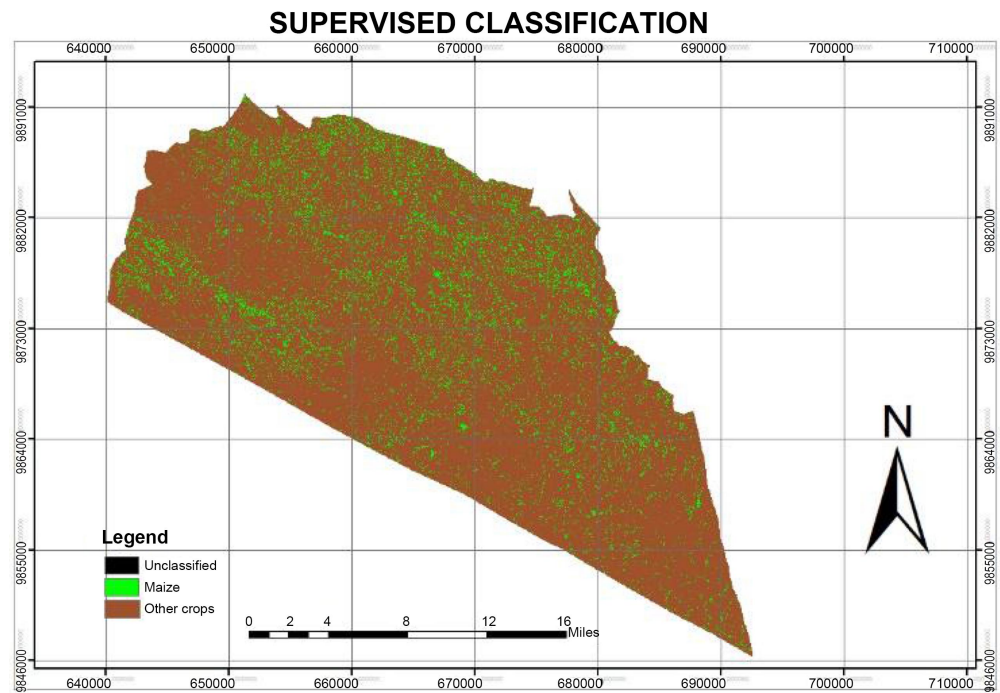 SUPERVISED CLASSIFICATION
640000 650000 660000 670000 680000 690000 700000 710000
9891000 9891000
9882000 9882000
9873000 9873000
N
9864000 9864000
Legend
Unclassified
Maize
Other crops
9855000 9855000
0 2 4 8 12 16
Miles
9846000 9846000
640000 650000 660000 670000 680000 690000 700000 710000